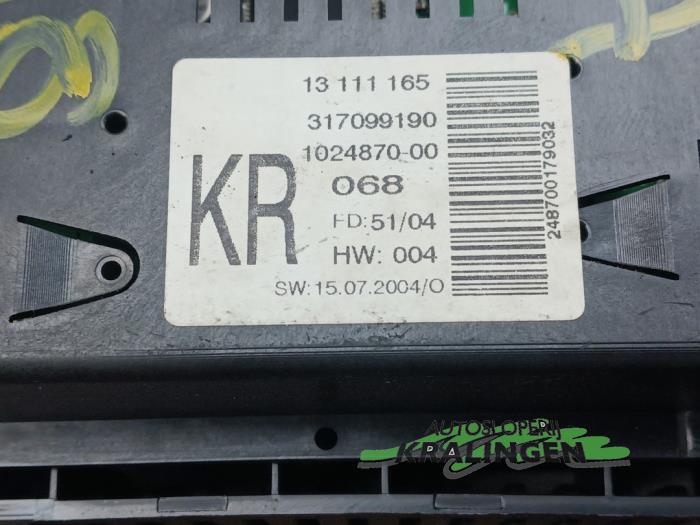 13 111 165
317099190
1024870-00
KR
068
FD: 51/04
HW: 004
SW: 15.07.2004/O
248700179032
AUTOSLOPERIJ
KRALINGEN